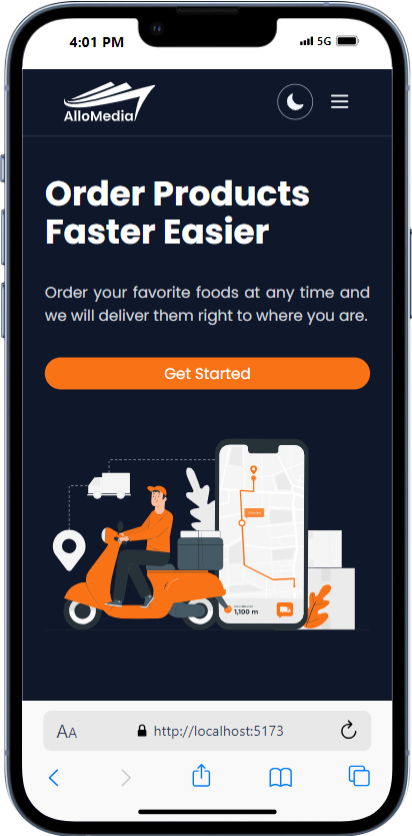 4:01 PM
5G
AlloMedia
Order Products
Faster Easier
Order your favorite foods at any time and
we will deliver them right to where you are.
Get Started
1,100 m
AA
http://localhost:5173